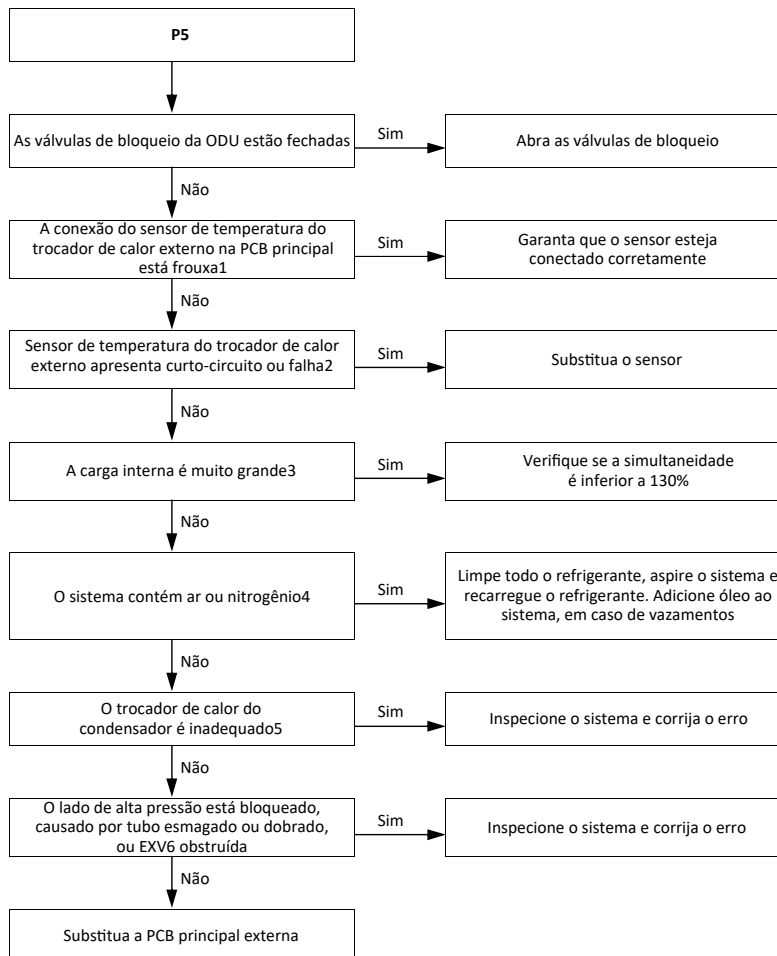 P5
As válvulas de bloqueio da ODU estão fechadas
Sim
Abra as válvulas de bloqueio
Não
A conexão do sensor de temperatura do
trocador de calor externo na PCB principal
está frouxa1
Sim
Garanta que o sensor esteja
conectado corretamente
Não
Sensor de temperatura do trocador de calor
externo apresenta curto-circuito ou falha2
Sim
Substitua o sensor
Não
A carga interna é muito grande3
Sim
Verifique se a simultaneidade
é inferior a 130%
Não
O sistema contém ar ou nitrogênio4
Sim
Limpe todo o refrigerante, aspire o sistema e
recarregue o refrigerante. Adicione óleo ao
sistema, em caso de vazamentos
Não
O trocador de calor do
condensador é inadequado5
Sim
Inspecione o sistema e corrija o erro
Não
O lado de alta pressão está bloqueado,
causado por tubo esmagado ou dobrado,
ou EXV6 obstruída
Sim
Inspecione o sistema e corrija o erro
Não
Substitua a PCB principal externa